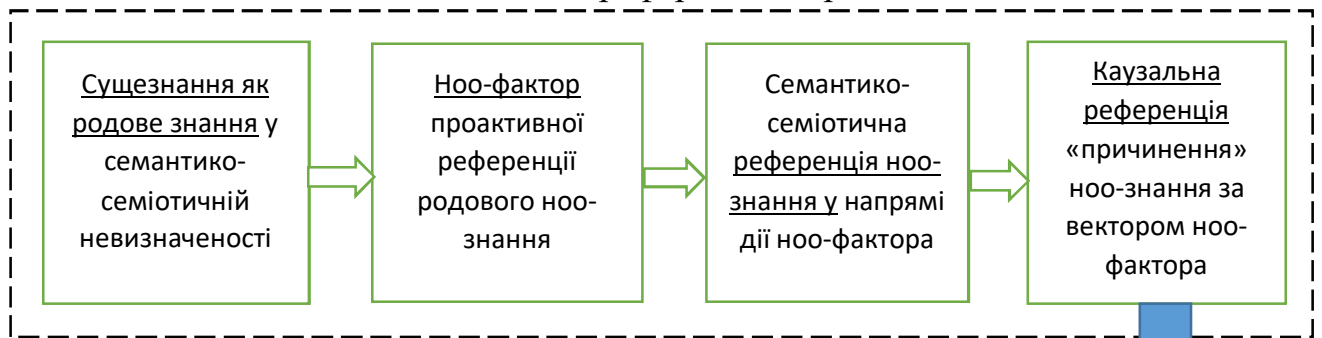 Сущезнання як
родове знання у
семантико-
семіотичній
невизначеності
Ноо-фактор
проактивної
референції
родового ноо-
знання
Семантико-
семіотична
референція ноо-
знання у напрямі
дії ноо-фактора
Каузальна
референція
«причинення»
ноо-знання за
вектором ноо-
фактора